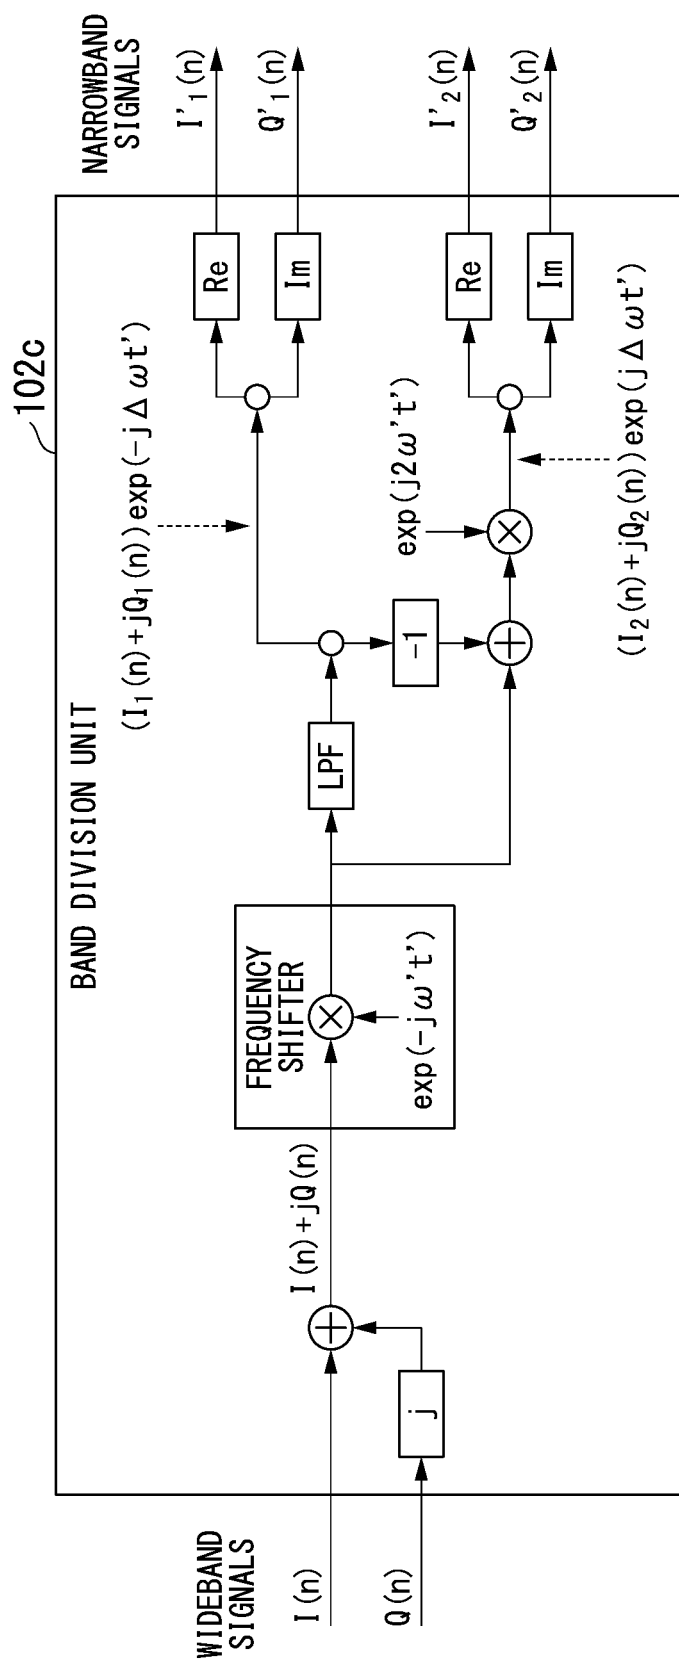 102c
BAND DIVISION UNIT
WIDEBAND
SIGNALS
I(n)
Q(n)
j
I(n)+jQ(n)
FREQUENCY
SHIFTER
exp(-jω't')
LPF
-1
(I₁(n)+jQ₁(n))exp(-jΔωt')
exp(j2ω't')
(I₂(n)+jQ₂(n))exp(jΔωt')
Re
Im
Re
Im
NARROWBAND
SIGNALS
I'₁(n)
Q'₁(n)
I'₂(n)
Q'₂(n)